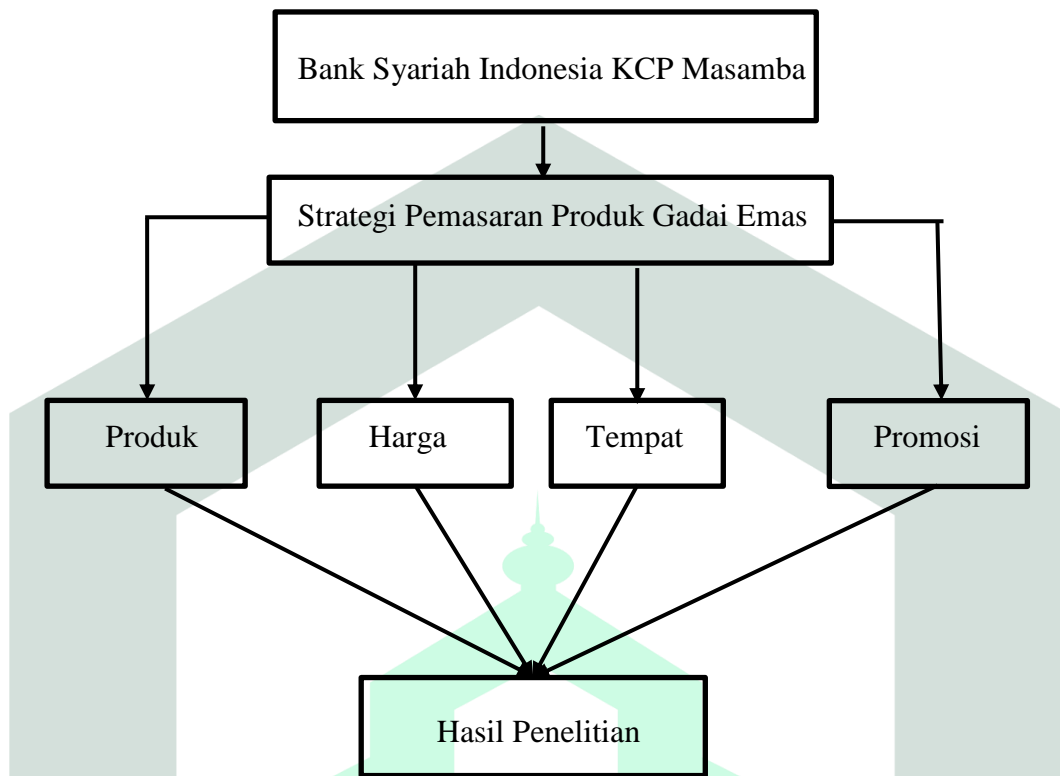 Bank Syariah Indonesia KCP Masamba
Strategi Pemasaran Produk Gadai Emas
Produk
Harga
Tempat
Promosi
Hasil Penelitian